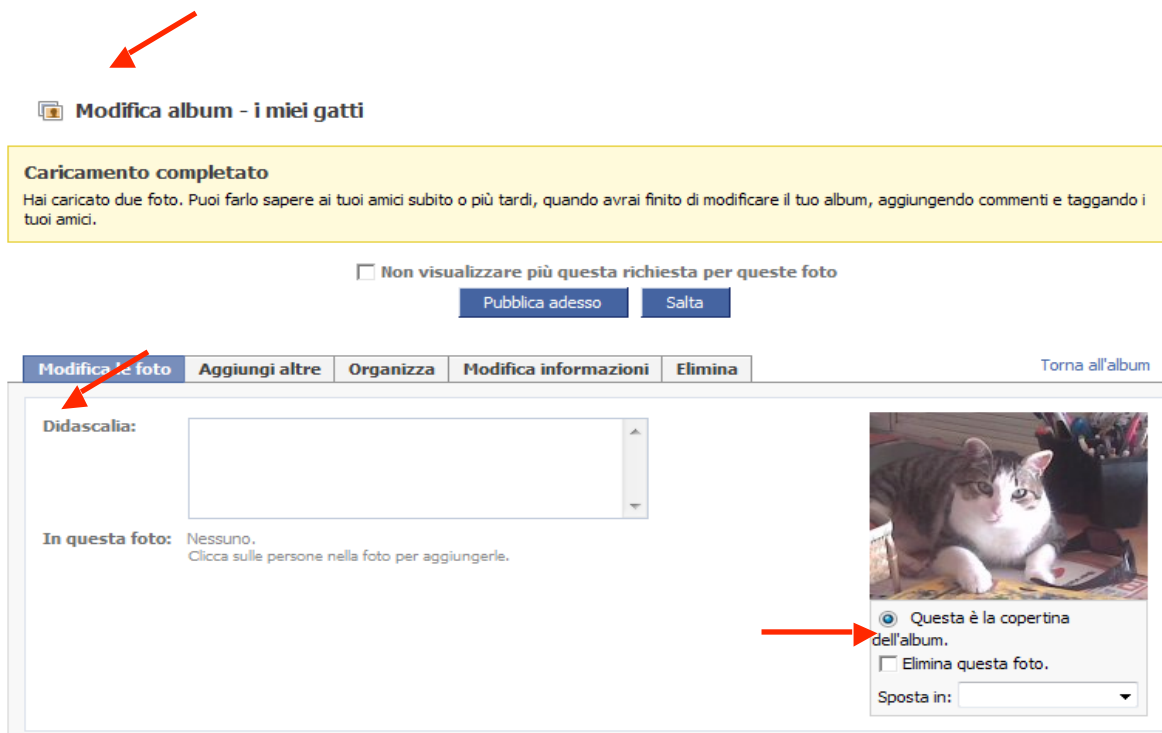 Modifica album - i miei gatti
Caricamento completato
Hai caricato due foto. Puoi farlo sapere ai tuoi amici subito o più tardi, quando avrai finito di modificare il tuo album, aggiungendo commenti e taggando i
tuoi amici.
Non visualizzare più questa richiesta per queste foto
Pubblica adesso Salta
Modifica le foto Aggiungi altre Organizza Modifica informazioni Elimina Torna all'album
Didascalia:
In questa foto: Nessuno.
Clicca sulle persone nella foto per aggiungerle.
Questa è la copertina
dell'album.
Elimina questa foto.
Sposta in: